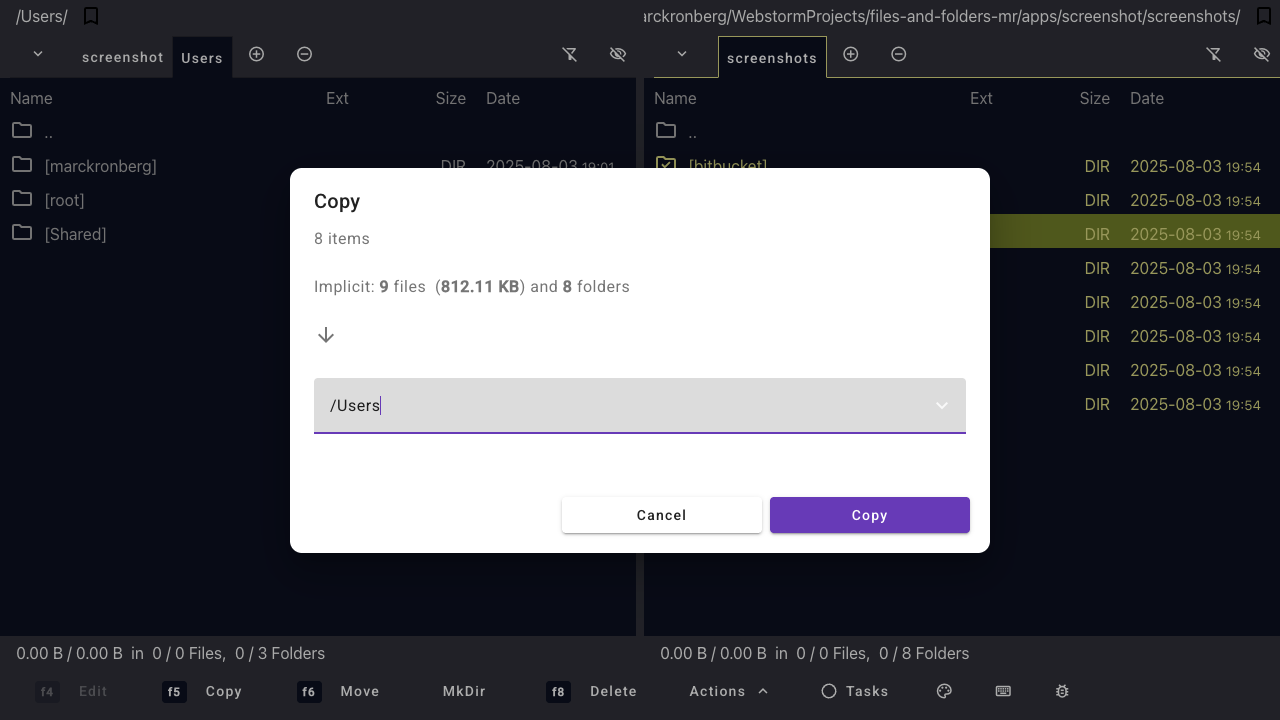 /Users/
arckronberg/WebstormProjects/files-and-folders-mr/apps/screenshot/screenshots/
screenshot Users
screenshots
Name Ext Size Date
Name Ext Size Date
..
..
[marckronberg] DIR 2025-08-03 19:01
[bitbucket] DIR 2025-08-03 19:54
[root]
DIR 2025-08-03 19:54
[Shared]
DIR 2025-08-03 19:54
DIR 2025-08-03 19:54
DIR 2025-08-03 19:54
DIR 2025-08-03 19:54
DIR 2025-08-03 19:54
DIR 2025-08-03 19:54
Copy
8 items
Implicit: 9 files (812.11 KB) and 8 folders
/Users
Cancel Copy
0.00 B / 0.00 B in 0 / 0 Files, 0 / 3 Folders
0.00 B / 0.00 B in 0 / 0 Files, 0 / 8 Folders
f4 Edit f5 Copy f6 Move MkDir f8 Delete Actions Tasks